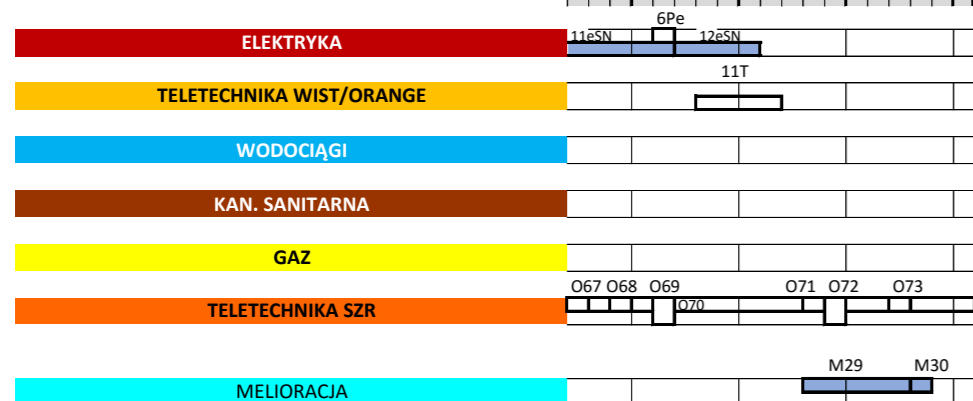 6Pe
ELEKTRYKA 11eSN 12eSN
11T
TELETECHNIKA WIST/ORANGE
WODOCIĄGI
KAN. SANITARNA
GAZ
O67 O68 O69 O71 O72 O73
TELETECHNIKA SZR O70
M29 M30
MELIORACJA